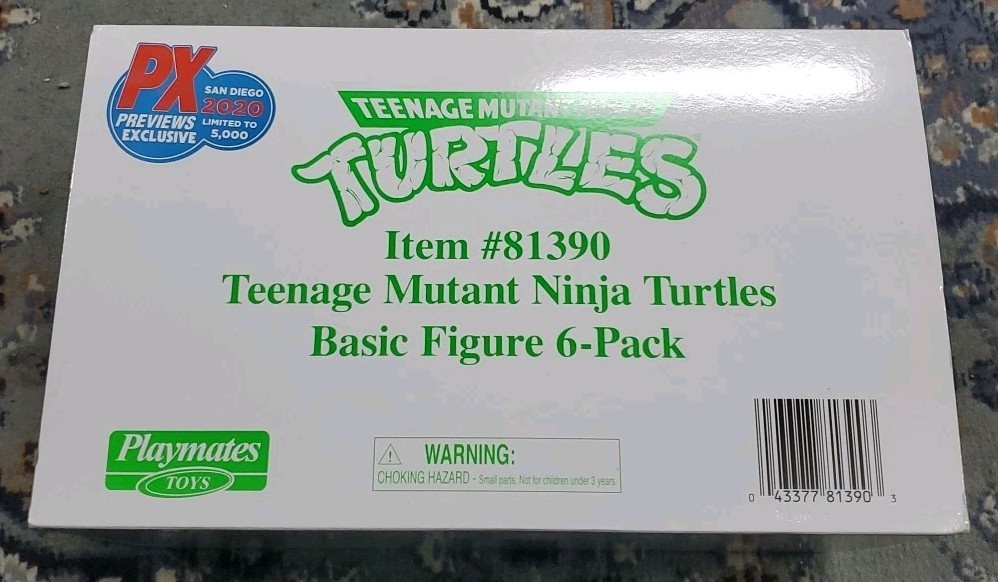 PX
PREVIEWS
EXCLUSIVE
SAN DIEGO
2020
LIMITED TO
5,000
TEENAGE
TURTLES
Item #81390
Teenage Mutant Ninja Turtles
Basic Figure 6-Pack
Playmates
TOYS
WARNING:
CHOKING HAZARD - Small parts. Not for children under 3 years.
0 43377 81390 3